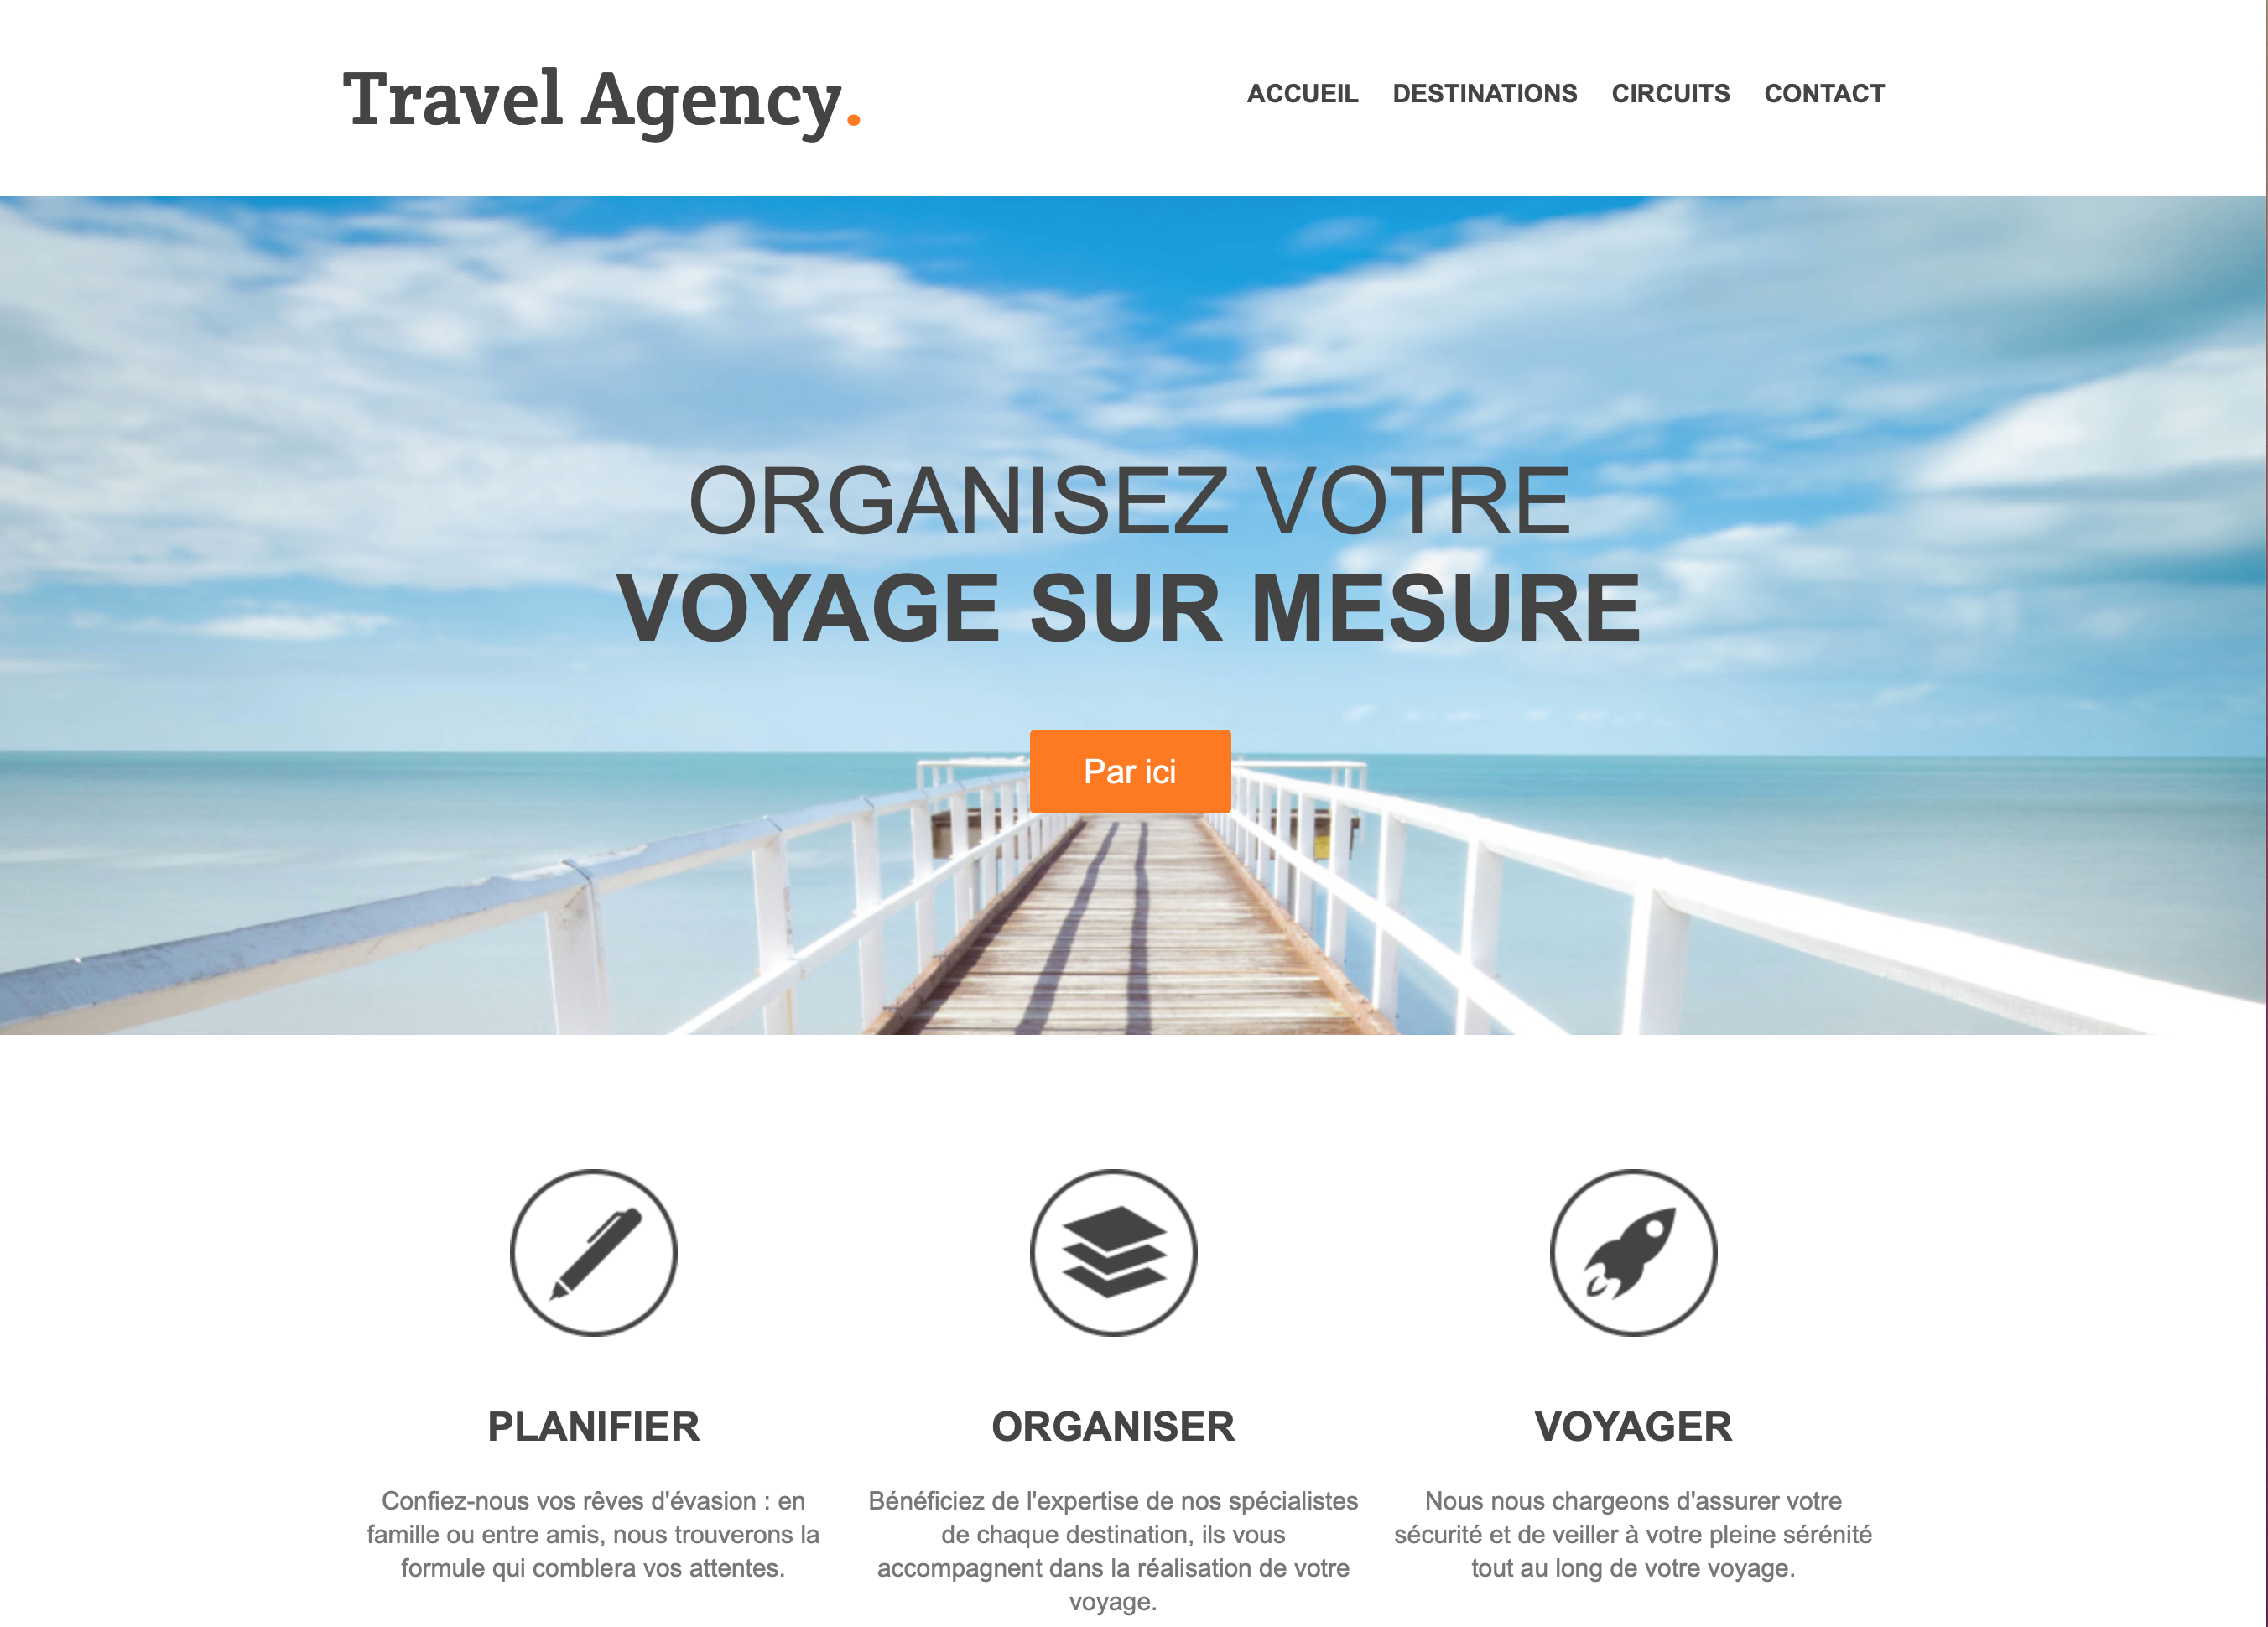 Travel Agency.
ACCUEIL DESTINATIONS CIRCUITS CONTACT
ORGANISEZ VOTRE
VOYAGE SUR MESURE
Par ici
PLANIFIER
Confiez-nous vos rêves d'évasion : en
famille ou entre amis, nous trouverons la
formule qui comblera vos attentes.
ORGANISER
Bénéficiez de l'expertise de nos spécialistes
de chaque destination, ils vous
accompagnent dans la réalisation de votre
voyage.
VOYAGER
Nous nous chargeons d'assurer votre
sécurité et de veiller à votre pleine sérénité
tout au long de votre voyage.